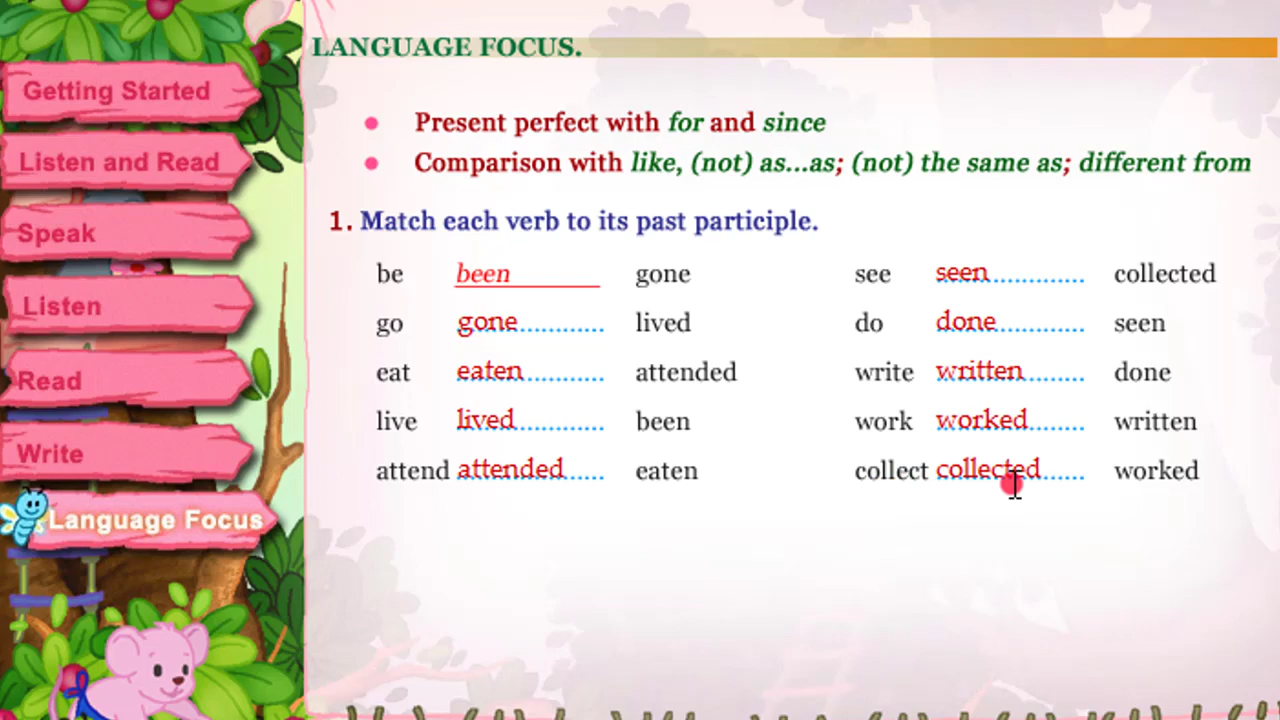 LANGUAGE FOCUS.
Getting Started
Listen and Read
Speak
Listen
Read
Write
Language Focus
Present perfect with for and since
Comparison with like, (not) as...as; (not) the same as; different from
1. Match each verb to its past participle.
be been gone see seen collected
go gone lived do done seen
eat eaten attended write written done
live lived been work worked written
attend attended eaten collect collected worked